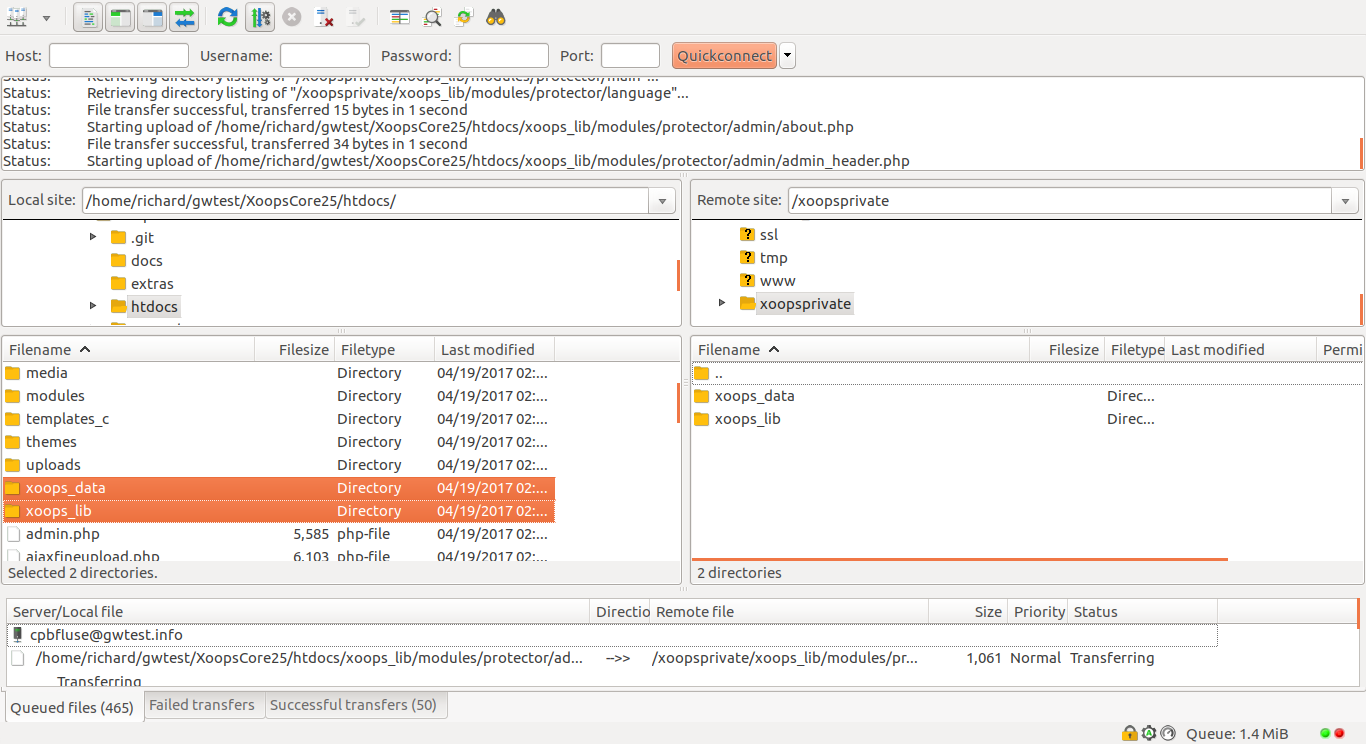 Host: Username: Password: Port: Quickconnect
Status: Retrieving directory listing of "/xoopsprivate/xoops_lib/modules/protector/main"...
Status: Retrieving directory listing of "/xoopsprivate/xoops_lib/modules/protector/language"...
Status: File transfer successful, transferred 15 bytes in 1 second
Status: Starting upload of /home/richard/gwtest/XoopsCore25/htdocs/xoops_lib/modules/protector/admin/about.php
Status: File transfer successful, transferred 34 bytes in 1 second
Status: Starting upload of /home/richard/gwtest/XoopsCore25/htdocs/xoops_lib/modules/protector/admin/admin_header.php
Local site: /home/richard/gwtest/XoopsCore25/htdocs/
.git
docs
extras
htdocs
Remote site: /xoopsprivate
ssl
tmp
www
xoopsprivate
Filename Filesize Filetype Last modified
media Directory 04/19/2017 02:...
modules Directory 04/19/2017 02:...
templates_c Directory 04/19/2017 02:...
themes Directory 04/19/2017 02:...
uploads Directory 04/19/2017 02:...
xoops_data Directory 04/19/2017 02:...
xoops_lib Directory 04/19/2017 02:...
admin.php 5,585 php-file 04/19/2017 02:...
ajaxfineupload.php 6,103 php-file 04/19/2017 02:...
Selected 2 directories.
Filename Filesize Filetype Last modified Permi
..
xoops_data Direc...
xoops_lib Direc...
2 directories
Server/Local file Directio Remote file Size Priority Status
cpbfluse@gwtest.info
/home/richard/gwtest/XoopsCore25/htdocs/xoops_lib/modules/protector/ad... -->> /xoopsprivate/xoops_lib/modules/pr... 1,061 Normal Transferring
Transferring
Queued files (465) Failed transfers Successful transfers (50)
Queue: 1.4 MiB